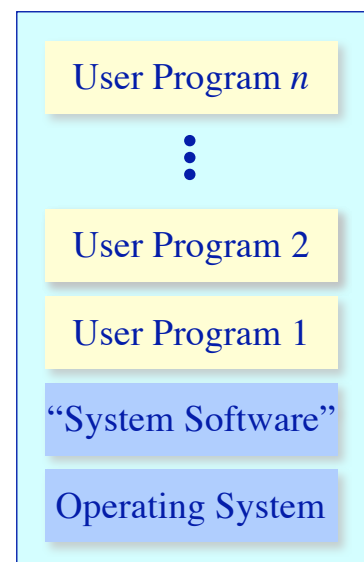 User Program n
User Program 2
User Program 1
“System Software”
Operating System